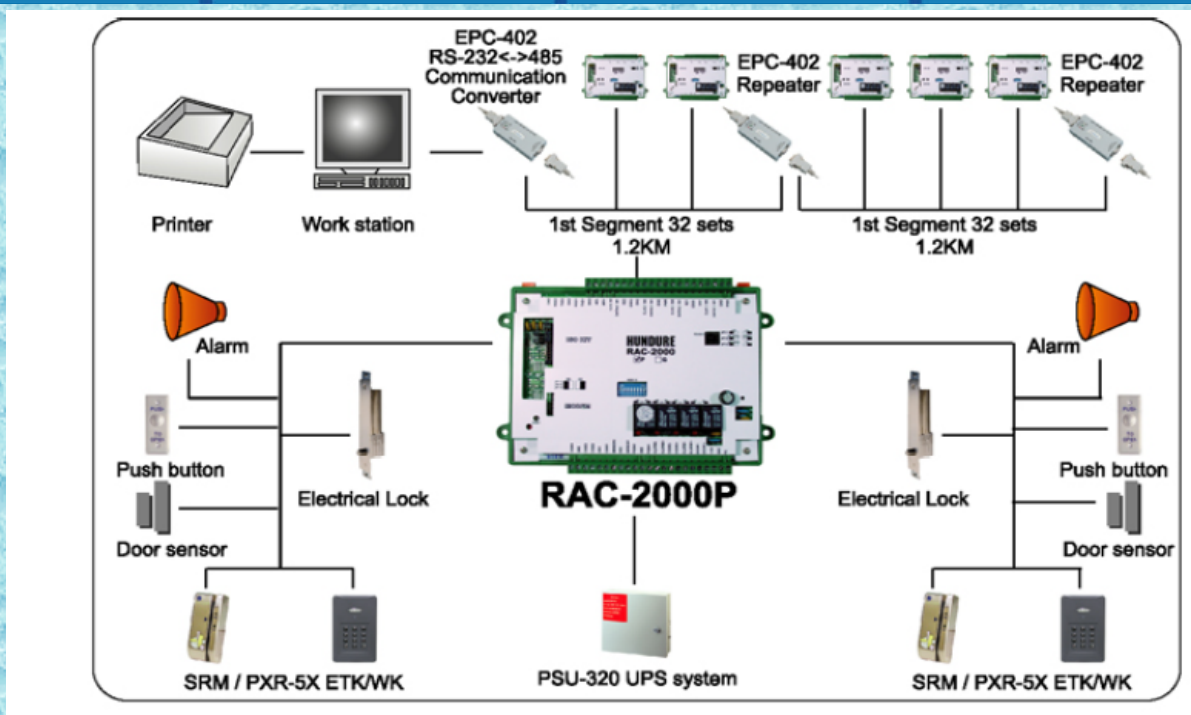 EPC-402
RS-232<->485
Communication
Converter
EPC-402
Repeater
EPC-402
Repeater
Printer
Work station
1st Segment 32 sets
1.2KM
1st Segment 32 sets
1.2KM
Alarm
HUNDURE
RAC-2000
Alarm
Push button
Electrical Lock
RAC-2000P
Electrical Lock
Push button
Door sensor
Door sensor
SRM / PXR-5X ETK/WK
PSU-320 UPS system
SRM / PXR-5X ETK/WK